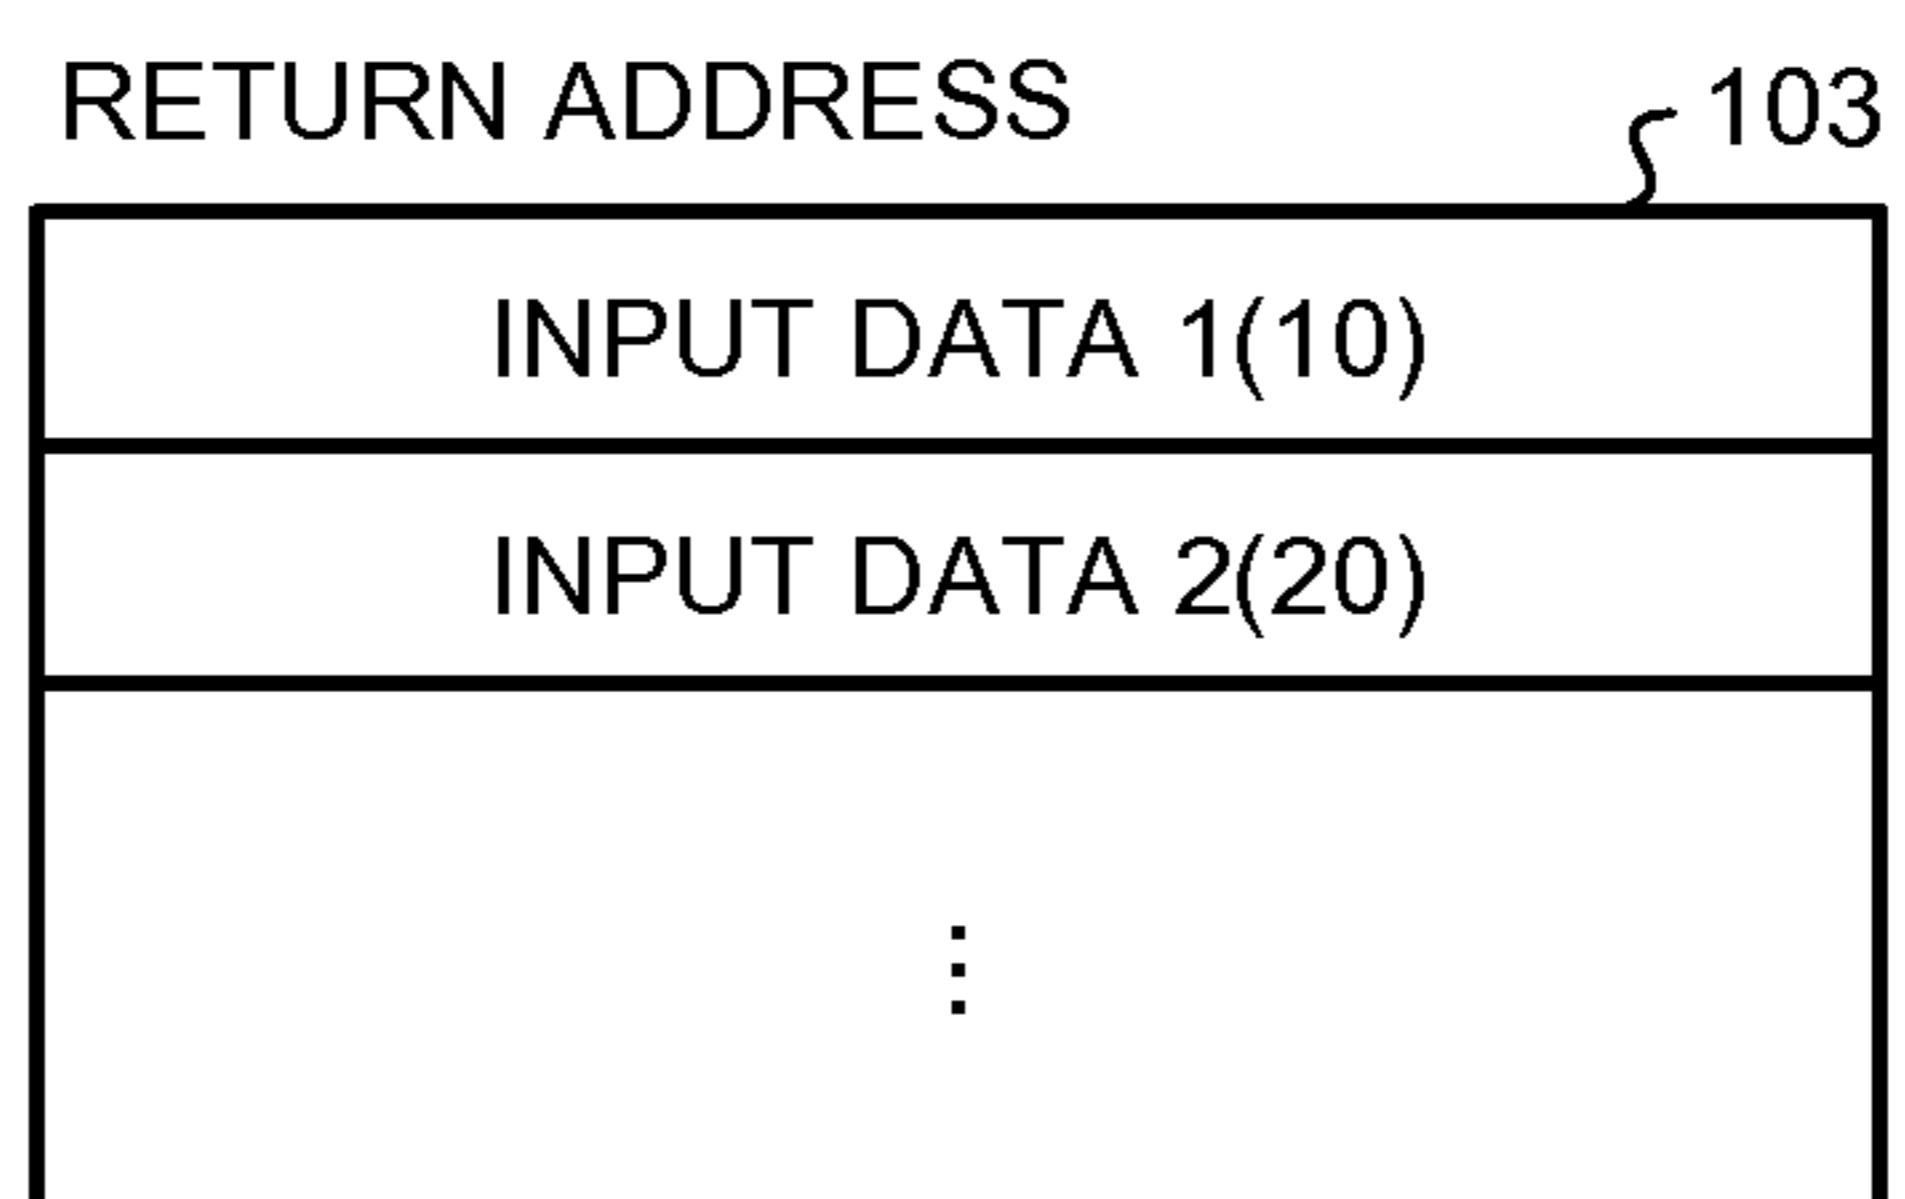 RETURN ADDRESS 103
INPUT DATA 1(10)
INPUT DATA 2(20)
⋮